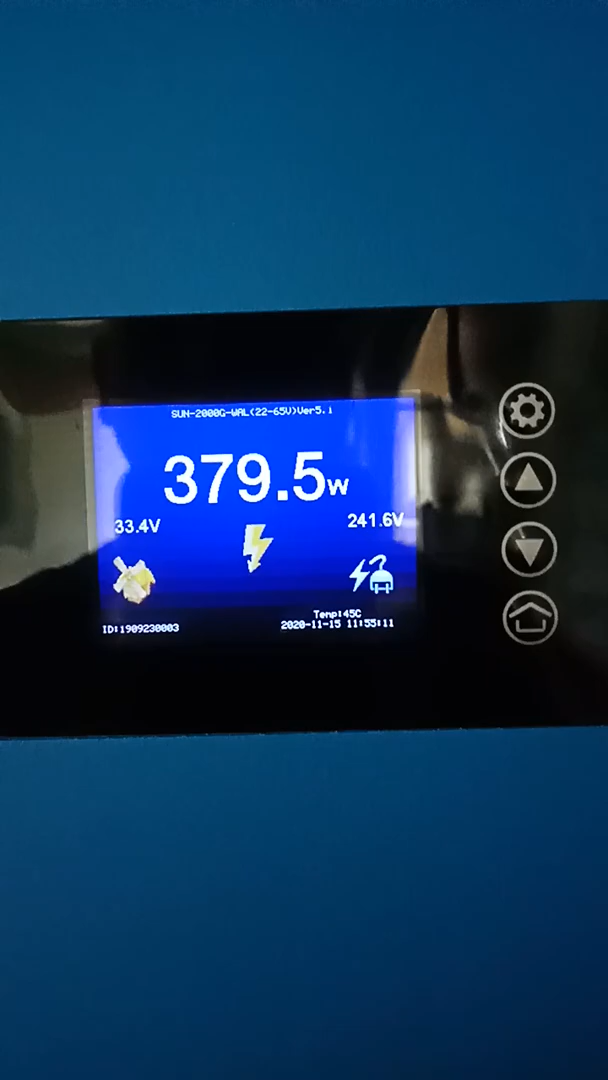 SUN-2000G-WAL(22-65V)Ver5.1
379.5W
33.4V
241.6V
Temp:45C
ID:1909230003
2020-11-15 11:55:11